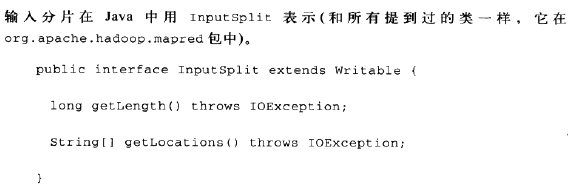 输入分片在 Java 中用 InputSplit 表示(和所有提到过的类一样，它在
org.apache.hadoop.mapred 包中)。
public interface InputSplit extends Writable {
long getLength() throws IOException;
String[] getLocations() throws IOException;
}